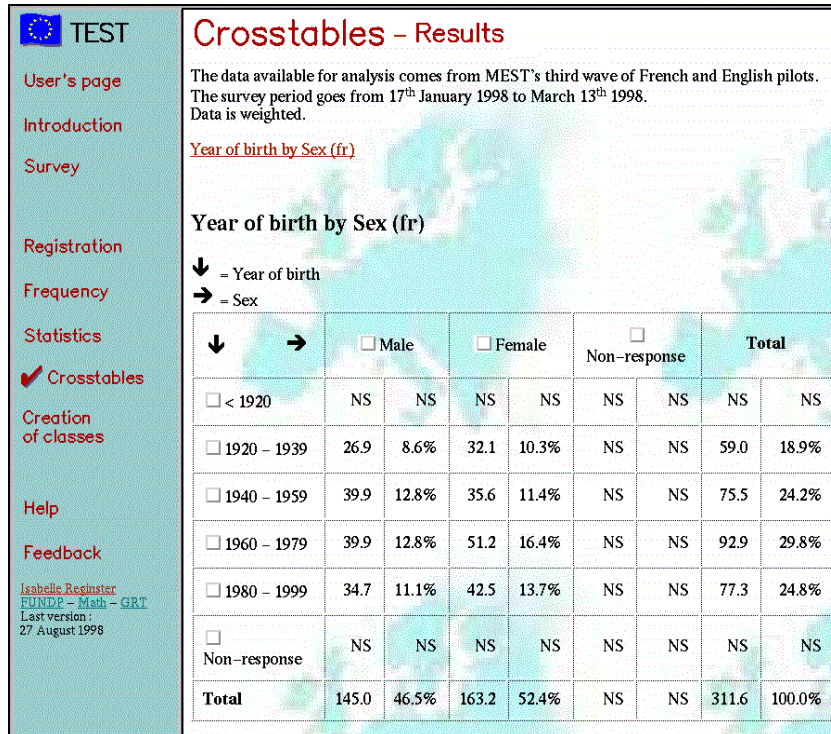 TEST
User's page
Introduction
Survey
Registration
Frequency
Statistics
Crosstables
Creation
of classes
Help
Feedback
Isabelle Reginster
FUNDP – Math – GRT
Last version :
27 August 1998
Crosstables – Results
The data available for analysis comes from MEST's third wave of French and English pilots.
The survey period goes from 17th January 1998 to March 13th 1998.
Data is weighted.
Year of birth by Sex (fr)
Year of birth by Sex (fr)
↓ = Year of birth
→ = Sex
↓ → Male Female Non–response Total
< 1920 NS NS NS NS NS NS NS NS
1920 – 1939 26.9 8.6% 32.1 10.3% NS NS 59.0 18.9%
1940 – 1959 39.9 12.8% 35.6 11.4% NS NS 75.5 24.2%
1960 – 1979 39.9 12.8% 51.2 16.4% NS NS 92.9 29.8%
1980 – 1999 34.7 11.1% 42.5 13.7% NS NS 77.3 24.8%
Non–response NS NS NS NS NS NS NS NS
Total 145.0 46.5% 163.2 52.4% NS NS 311.6 100.0%